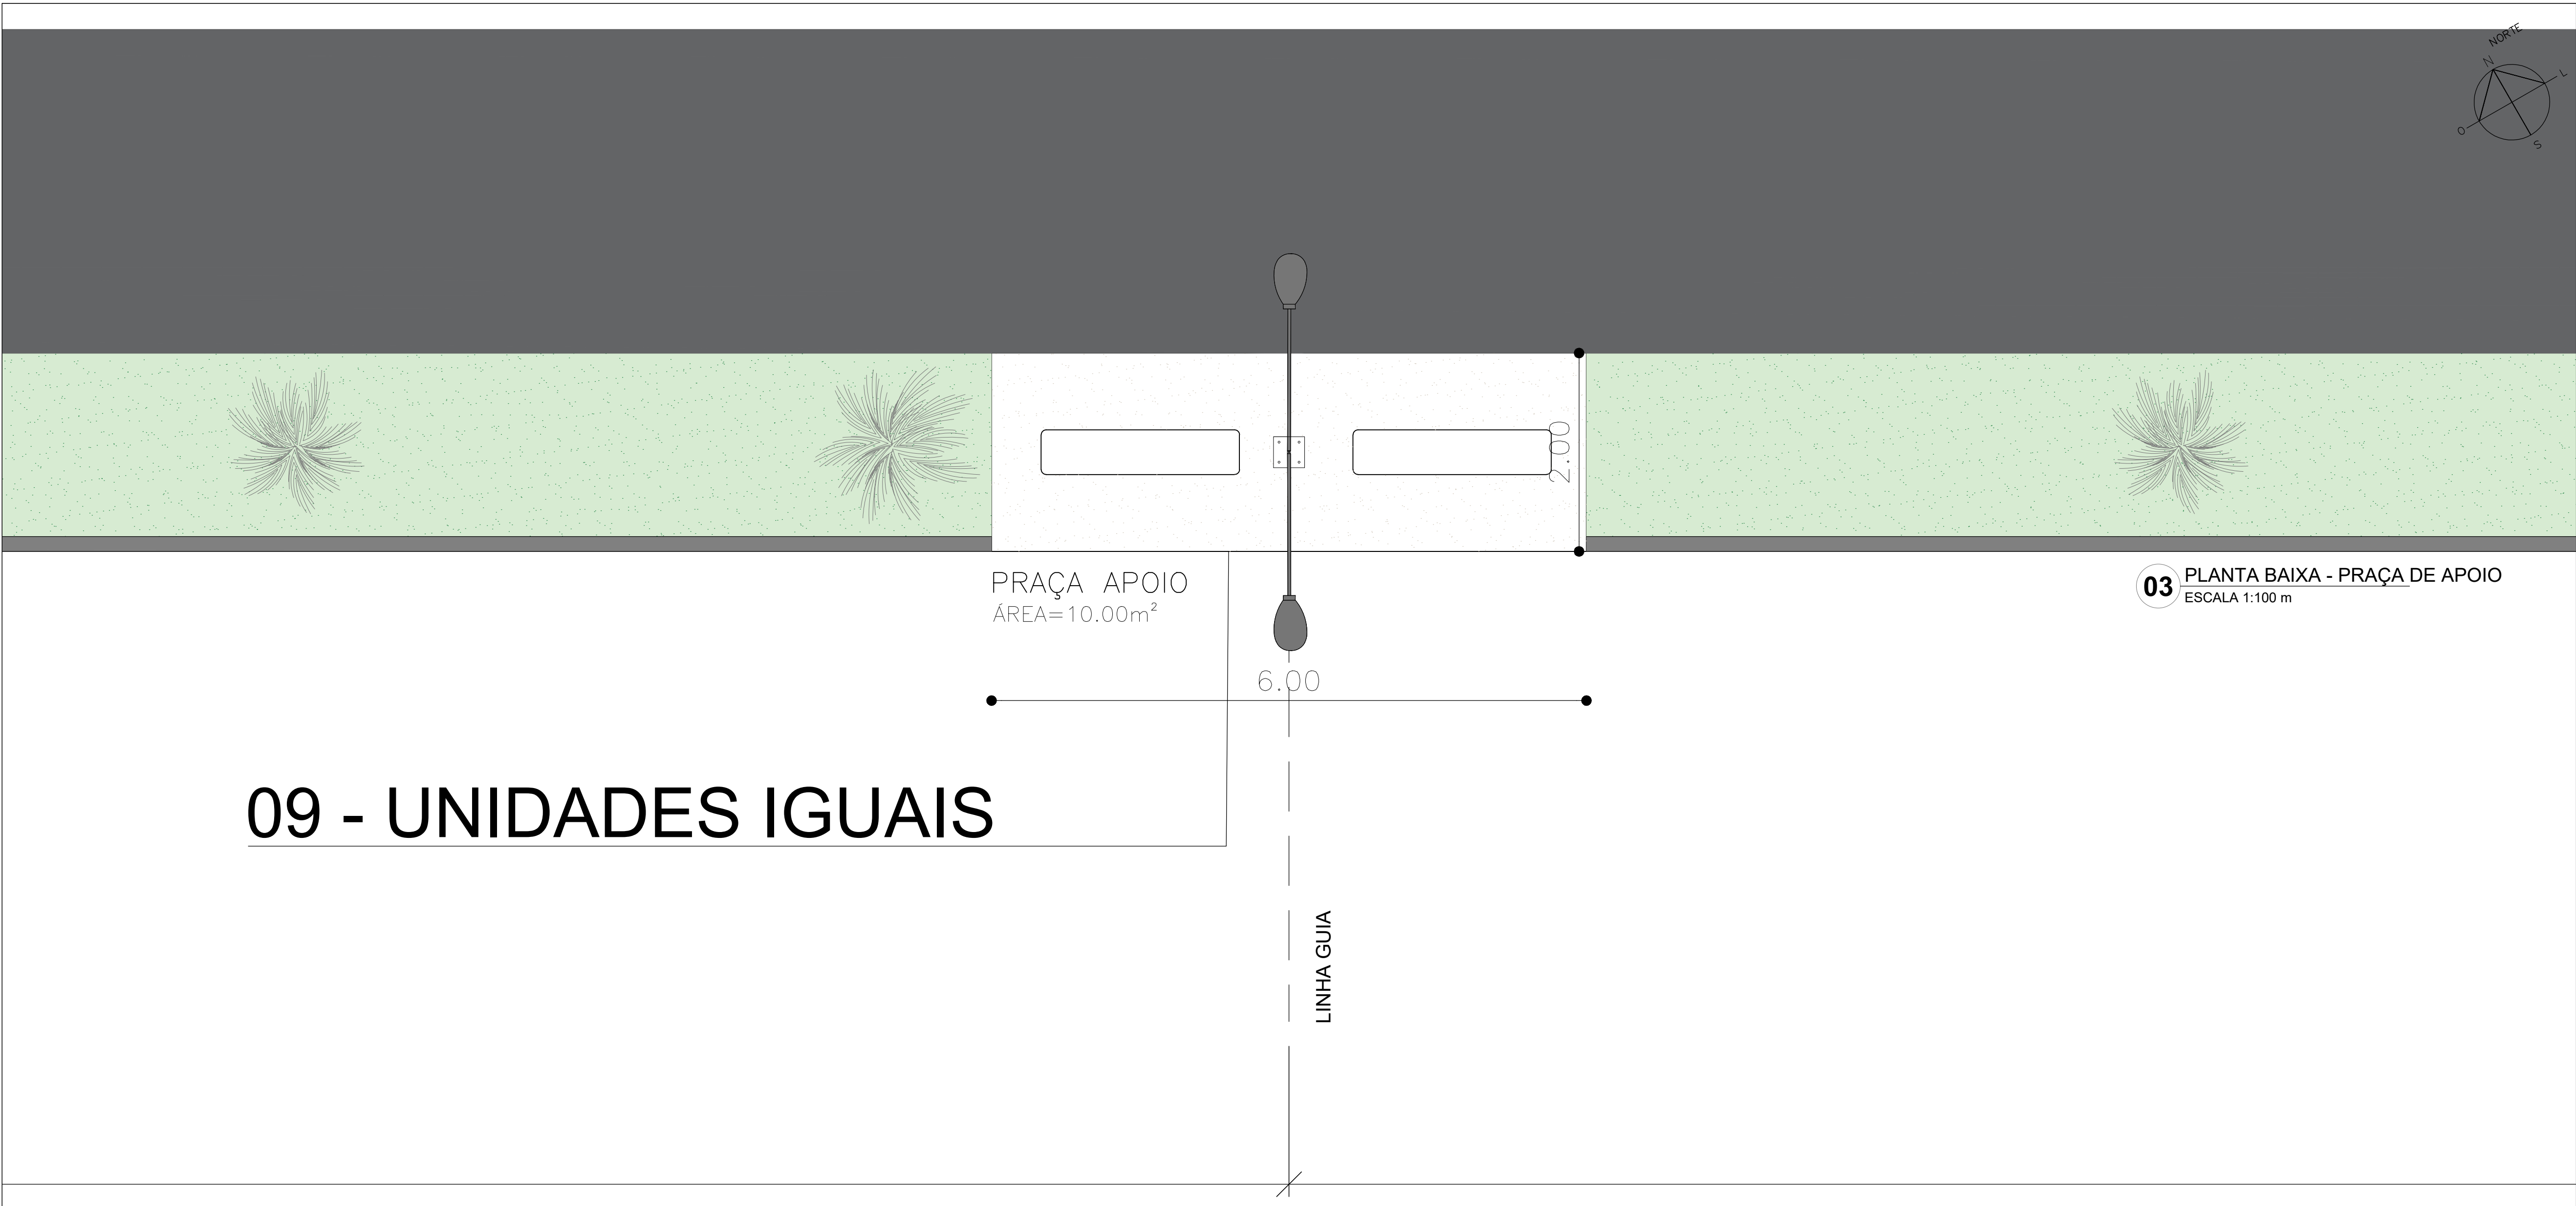 NORTE
N
L
O
S
2.00
PRAÇA APOIO
ÁREA=10.00m²
03
PLANTA BAIXA - PRAÇA DE APOIO
ESCALA 1:100 m
6.00
09 - UNIDADES IGUAIS
LINHA GUIA